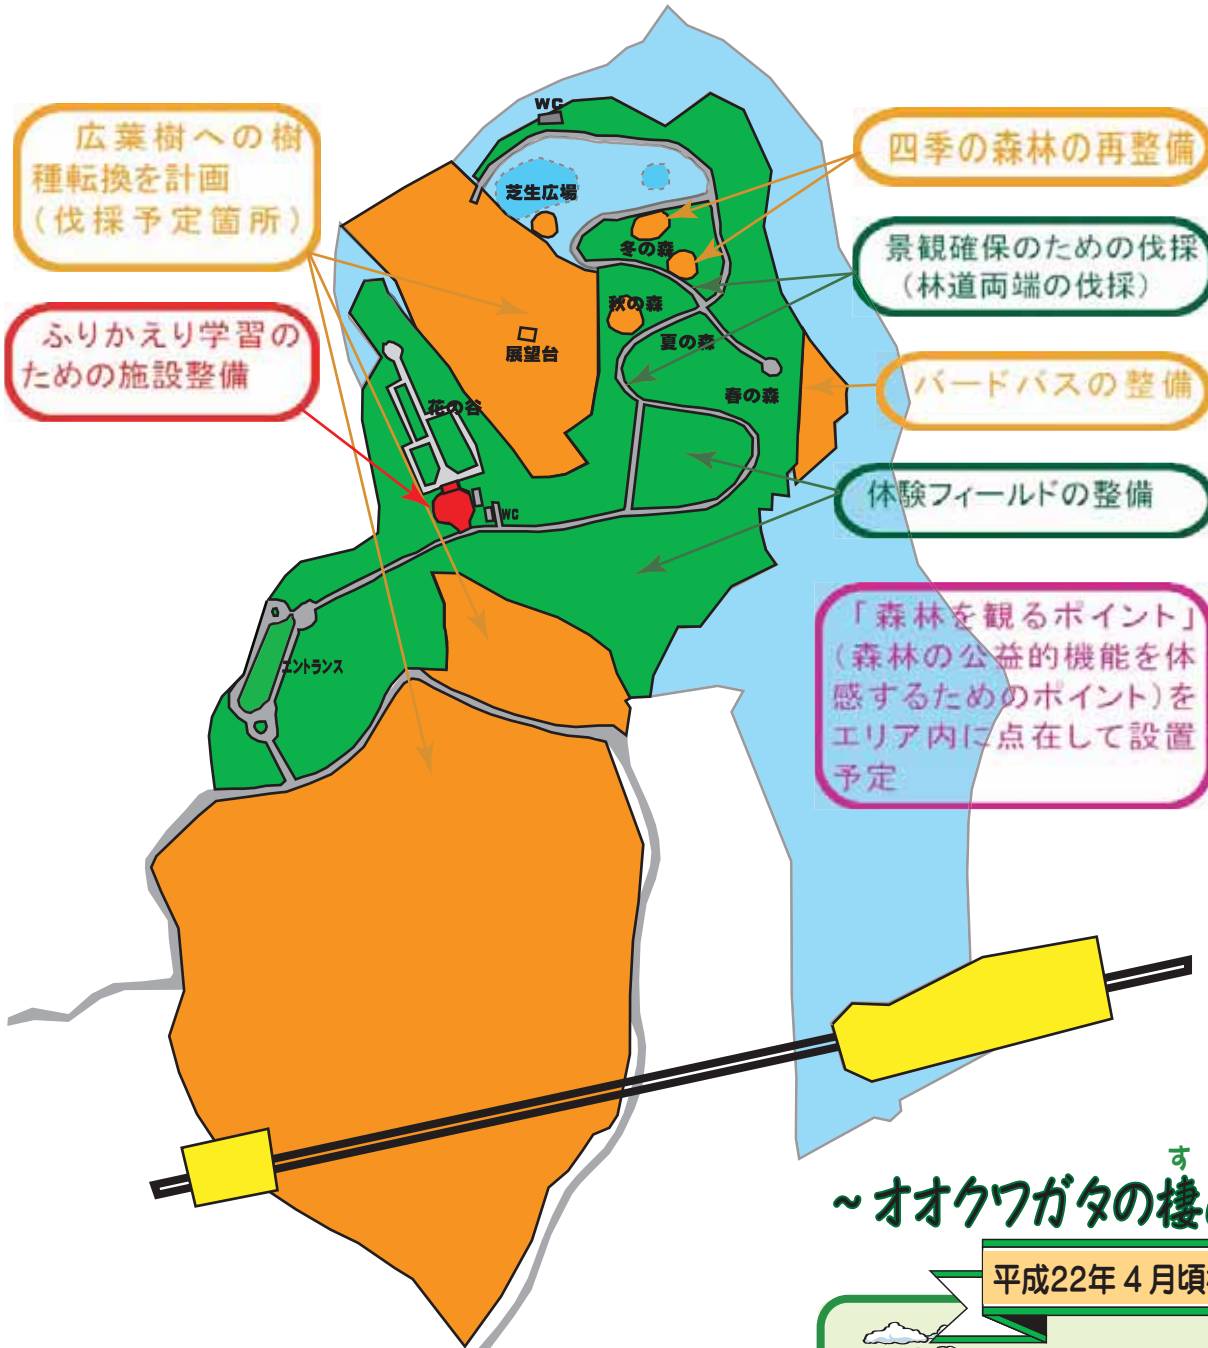 広葉樹への樹
種転換を計画
(伐採予定箇所)
ふりかえり学習の
ための施設整備
四季の森林の再整備
景観確保のための伐採
(林道両端の伐採)
バードバスの整備
体験フィールドの整備
「森林を観るポイント」
(森林の公益的機能を体
感するためのポイント)を
エリア内に点在して設置
予定
WC
芝生広場
冬の森
秋の森
夏の森
展望台
春の森
花の谷
WC
エントランス
す
~オオクワガタの棲
平成22年4月頃